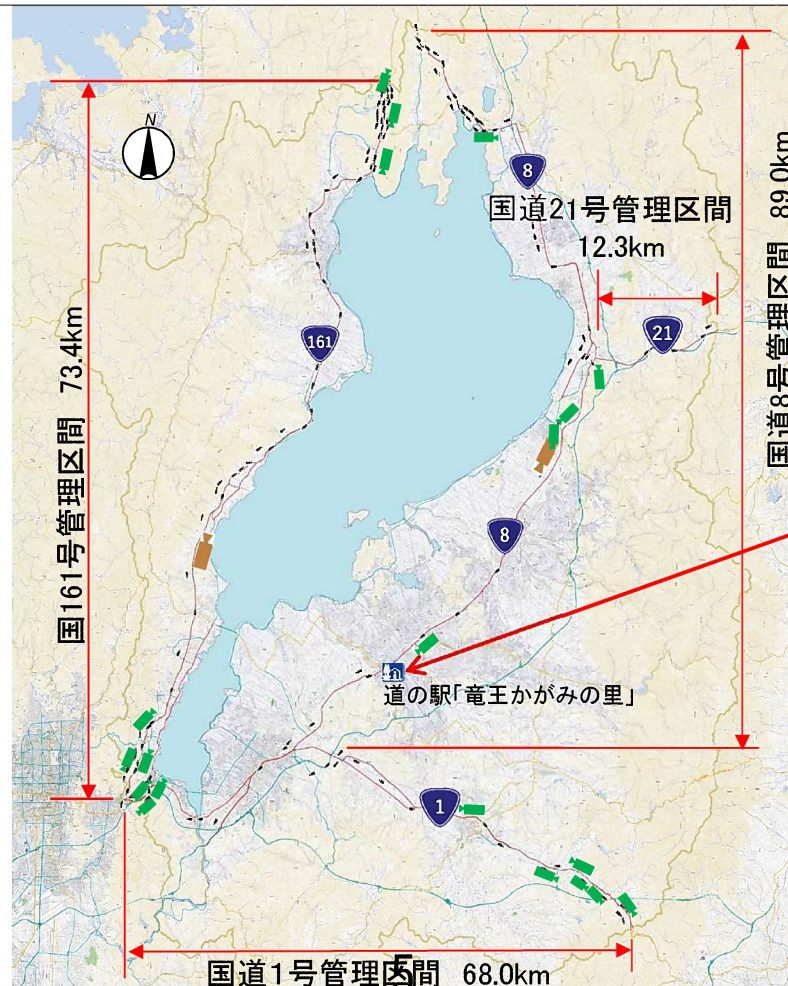 N
8
国道21号管理区間
12.3km
国道8号管理区間 89.0km
21
161
国161号管理区間 73.4km
8
道の駅「竜王かがみの里」
1
国道1号管理区間 68.0km
5